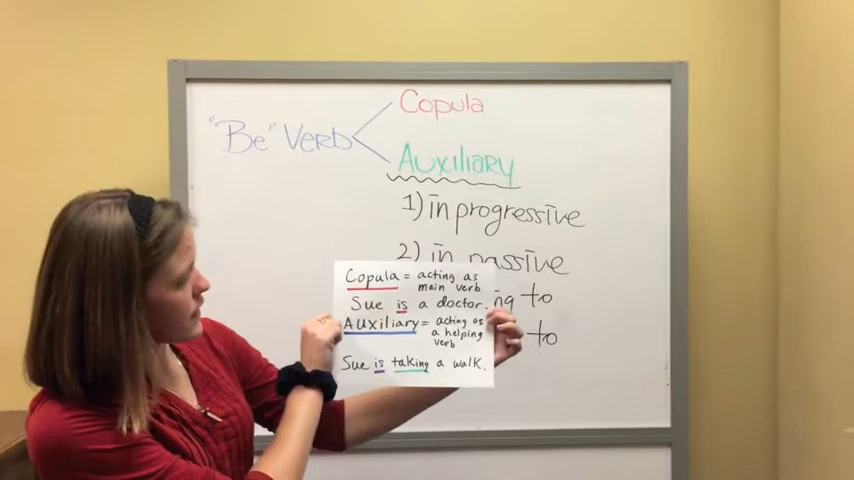 "Be" Verb
Copula
Auxiliary
1) in progressive
2) in passive
to
to
Copula = acting as
main verb
Sue is a doctor.
Auxiliary = acting as
a helping
verb
Sue is taking a walk.